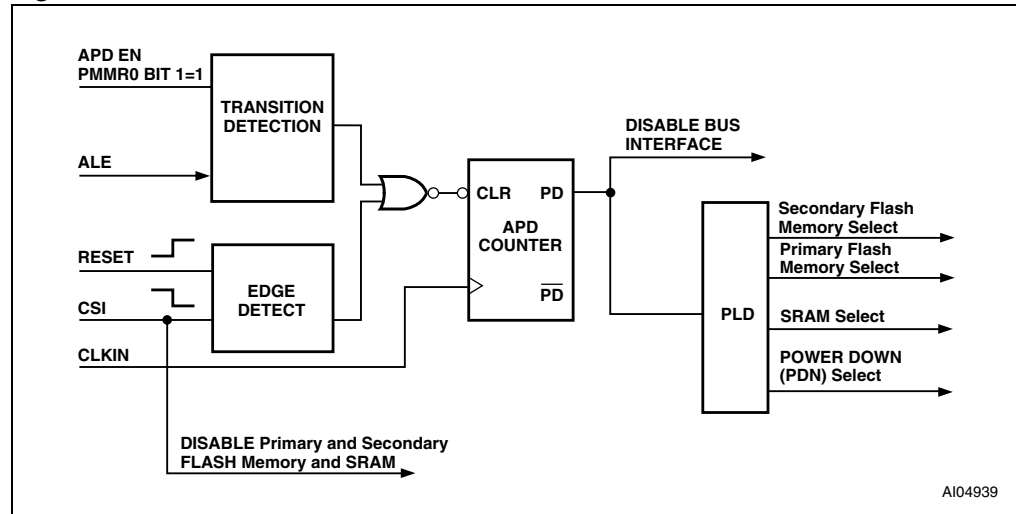 APD EN
PMMR0 BIT 1=1
TRANSITION
DETECTION
ALE
DISABLE BUS
INTERFACE
CLR
PD
APD
COUNTER
PD
RESET
CSI
EDGE
DETECT
CLKIN
PLD
Secondary Flash
Memory Select
Primary Flash
Memory Select
SRAM Select
POWER DOWN
(PDN) Select
DISABLE Primary and Secondary
FLASH Memory and SRAM
AI04939